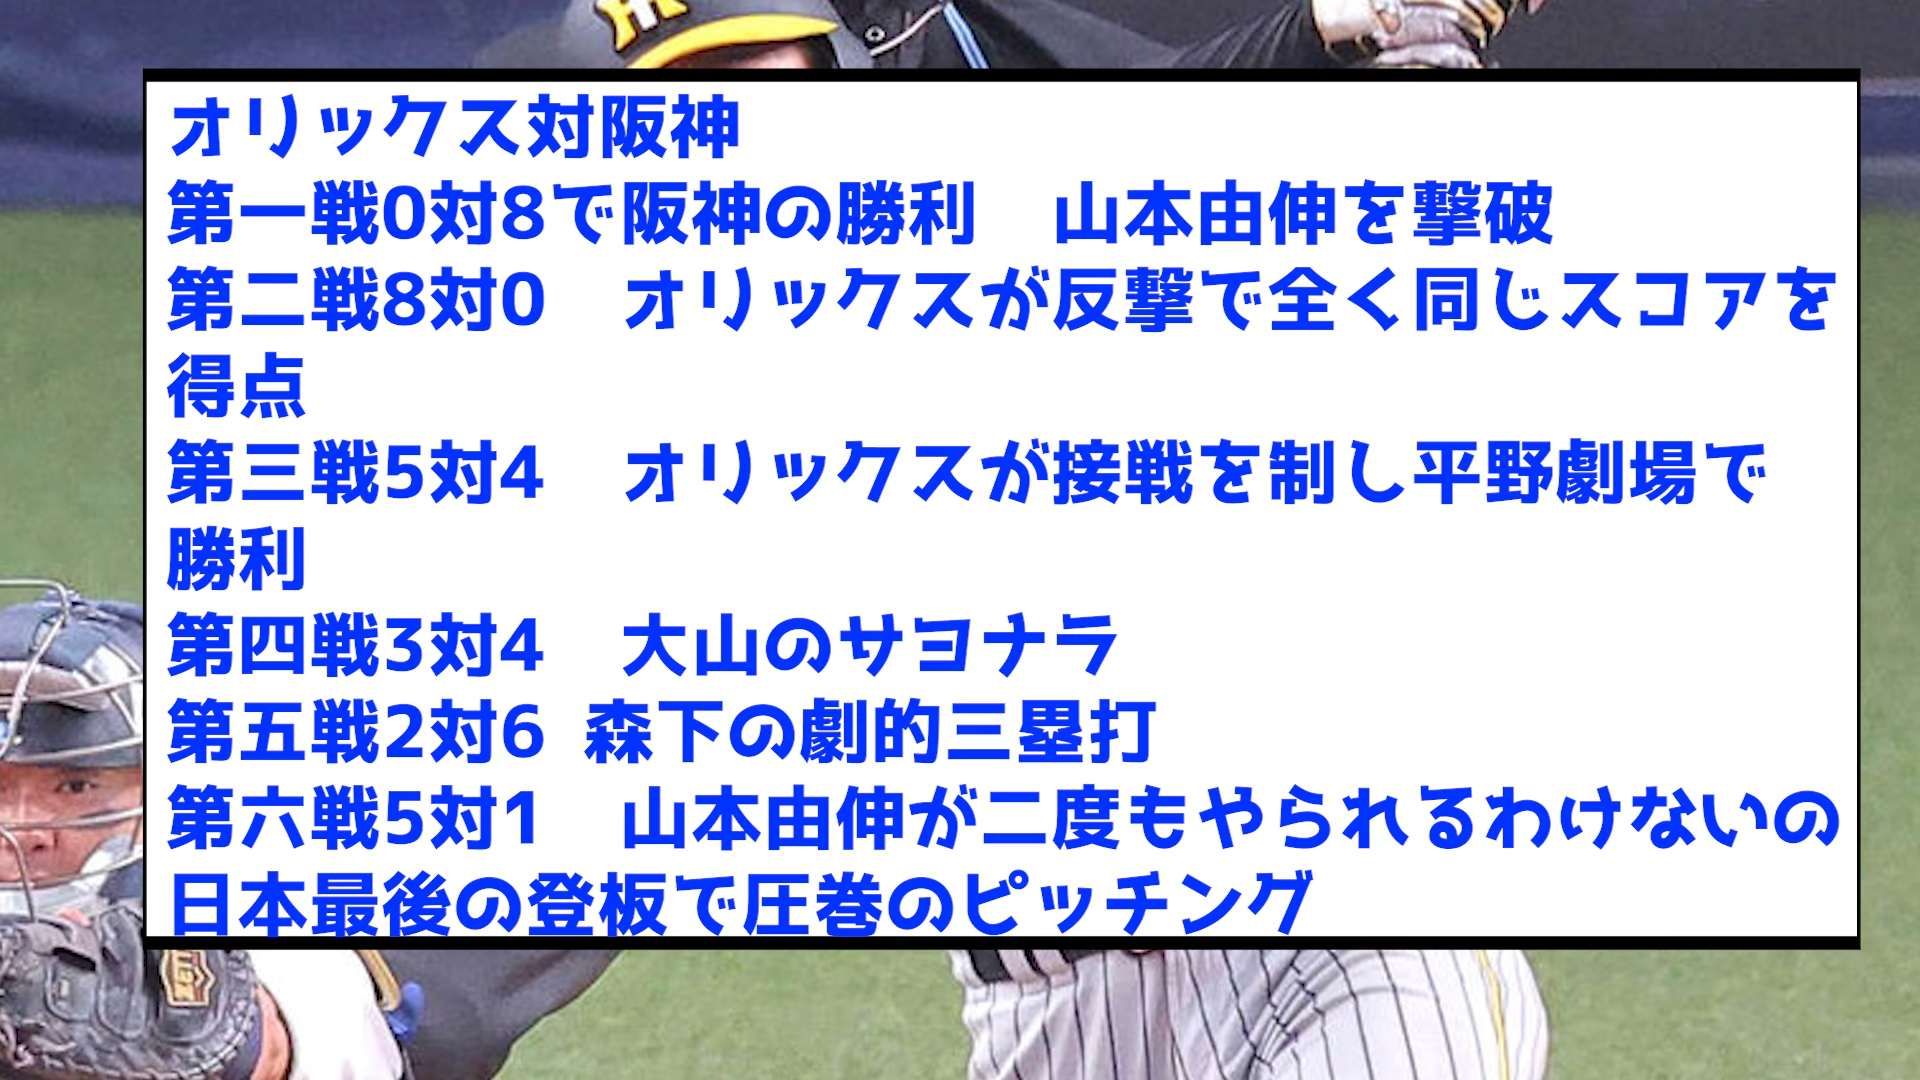 オリックス対阪神
第一戦0対8で阪神の勝利　山本由伸を撃破
第二戦8対0　オリックスが反撃で全く同じスコアを
得点
第三戦5対4　オリックスが接戦を制し平野劇場で
勝利
第四戦3対4　大山のサヨナラ
第五戦2対6 森下の劇的三塁打
第六戦5対1　山本由伸が二度もやられるわけないの
日本最後の登板で圧巻のピッチング